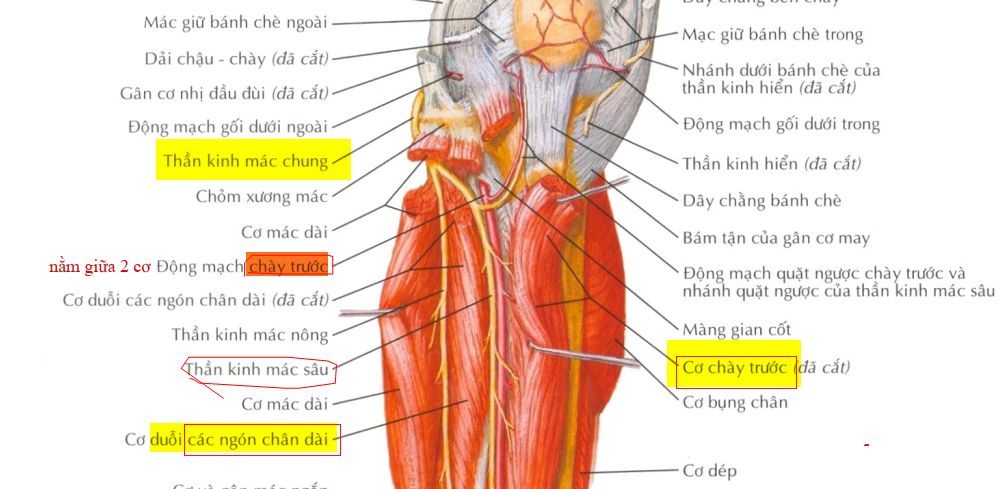 Mác giữ bánh chè ngoài
Dải chậu - chày (đã cắt)
Gân cơ nhị đầu đùi (đã cắt)
Động mạch gối dưới ngoài
Thần kinh mác chung
Chỏm xương mác
Cơ mác dài
nằm giữa 2 cơ Động mạch chày trước
Cơ duỗi các ngón chân dài (đã cắt)
Thần kinh mác nông
Thần kinh mác sâu
Cơ mác dài
Cơ duỗi các ngón chân dài
Mạc giữ bánh chè trong
Nhánh dưới bánh chè của
thần kinh hiển (đã cắt)
Động mạch gối dưới trong
Thần kinh hiển (đã cắt)
Dây chằng bánh chè
Bám tận của gân cơ may
Động mạch quặt ngược chày trước và
nhánh quặt ngược của thần kinh mác sâu
Màng gian cốt
Cơ chày trước (đã cắt)
Cơ bụng chân
Cơ dép